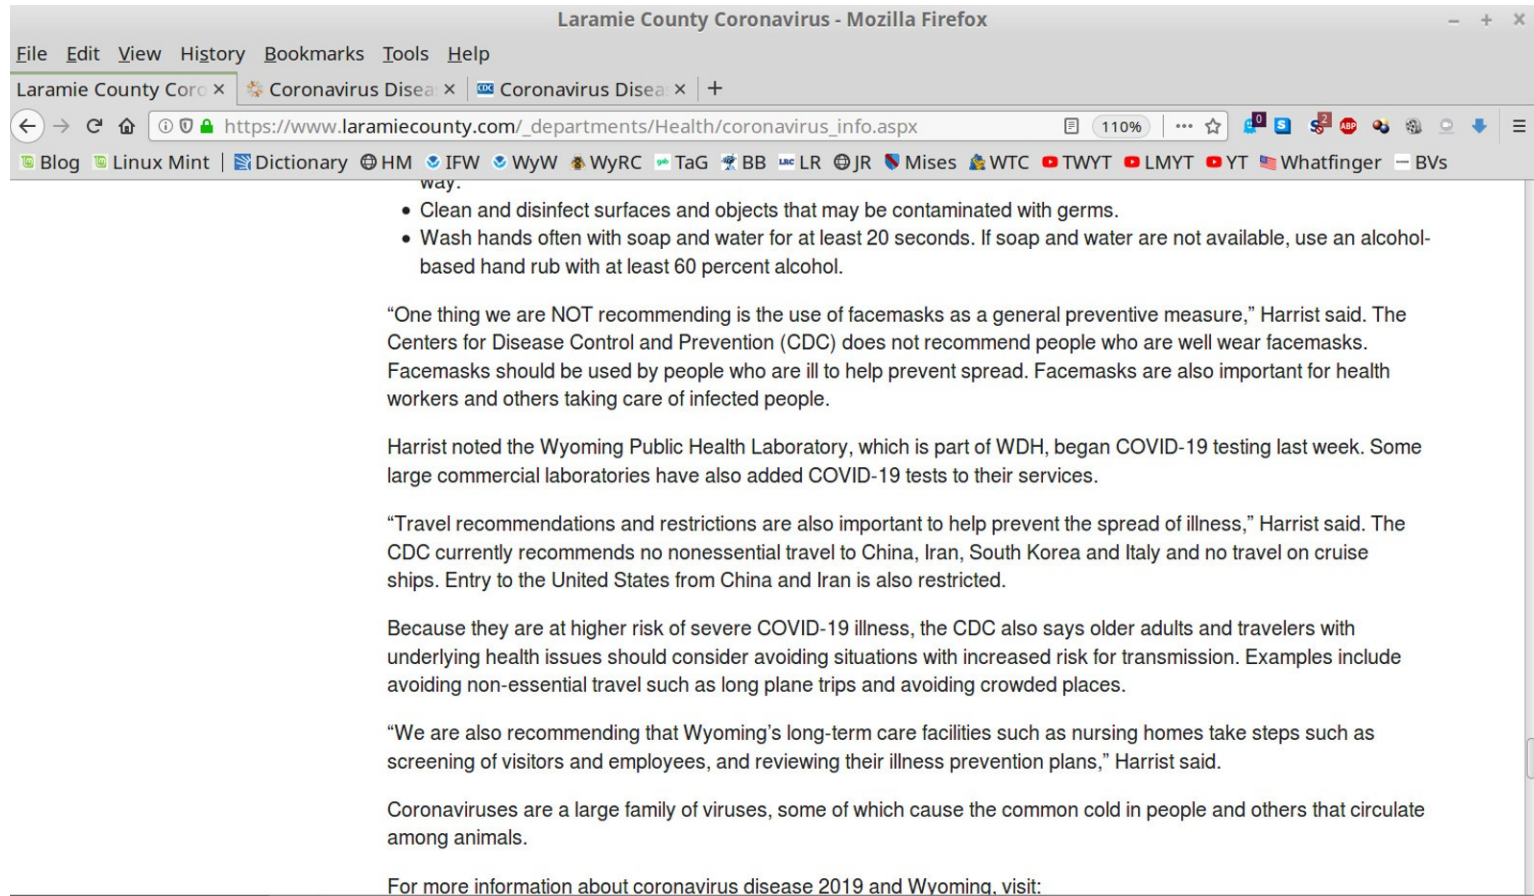 Laramie County Coronavirus - Mozilla Firefox
File Edit View History Bookmarks Tools Help
Laramie County Coro Coronavirus Disea Coronavirus Disea
https://www.laramiecounty.com/_departments/Health/coronavirus_info.aspx 110% 0 S 2 ABP
Blog Linux Mint | Dictionary HM IFW WyW WyRC TaG BB LRC LR JR Mises WTC TWYT LMYT YT Whatfinger BVs
way.
• Clean and disinfect surfaces and objects that may be contaminated with germs.
• Wash hands often with soap and water for at least 20 seconds. If soap and water are not available, use an alcohol-
based hand rub with at least 60 percent alcohol.
“One thing we are NOT recommending is the use of facemasks as a general preventive measure,” Harrist said. The
Centers for Disease Control and Prevention (CDC) does not recommend people who are well wear facemasks.
Facemasks should be used by people who are ill to help prevent spread. Facemasks are also important for health
workers and others taking care of infected people.
Harrist noted the Wyoming Public Health Laboratory, which is part of WDH, began COVID-19 testing last week. Some
large commercial laboratories have also added COVID-19 tests to their services.
“Travel recommendations and restrictions are also important to help prevent the spread of illness,” Harrist said. The
CDC currently recommends no nonessential travel to China, Iran, South Korea and Italy and no travel on cruise
ships. Entry to the United States from China and Iran is also restricted.
Because they are at higher risk of severe COVID-19 illness, the CDC also says older adults and travelers with
underlying health issues should consider avoiding situations with increased risk for transmission. Examples include
avoiding non-essential travel such as long plane trips and avoiding crowded places.
“We are also recommending that Wyoming’s long-term care facilities such as nursing homes take steps such as
screening of visitors and employees, and reviewing their illness prevention plans,” Harrist said.
Coronaviruses are a large family of viruses, some of which cause the common cold in people and others that circulate
among animals.
For more information about coronavirus disease 2019 and Wyoming, visit: